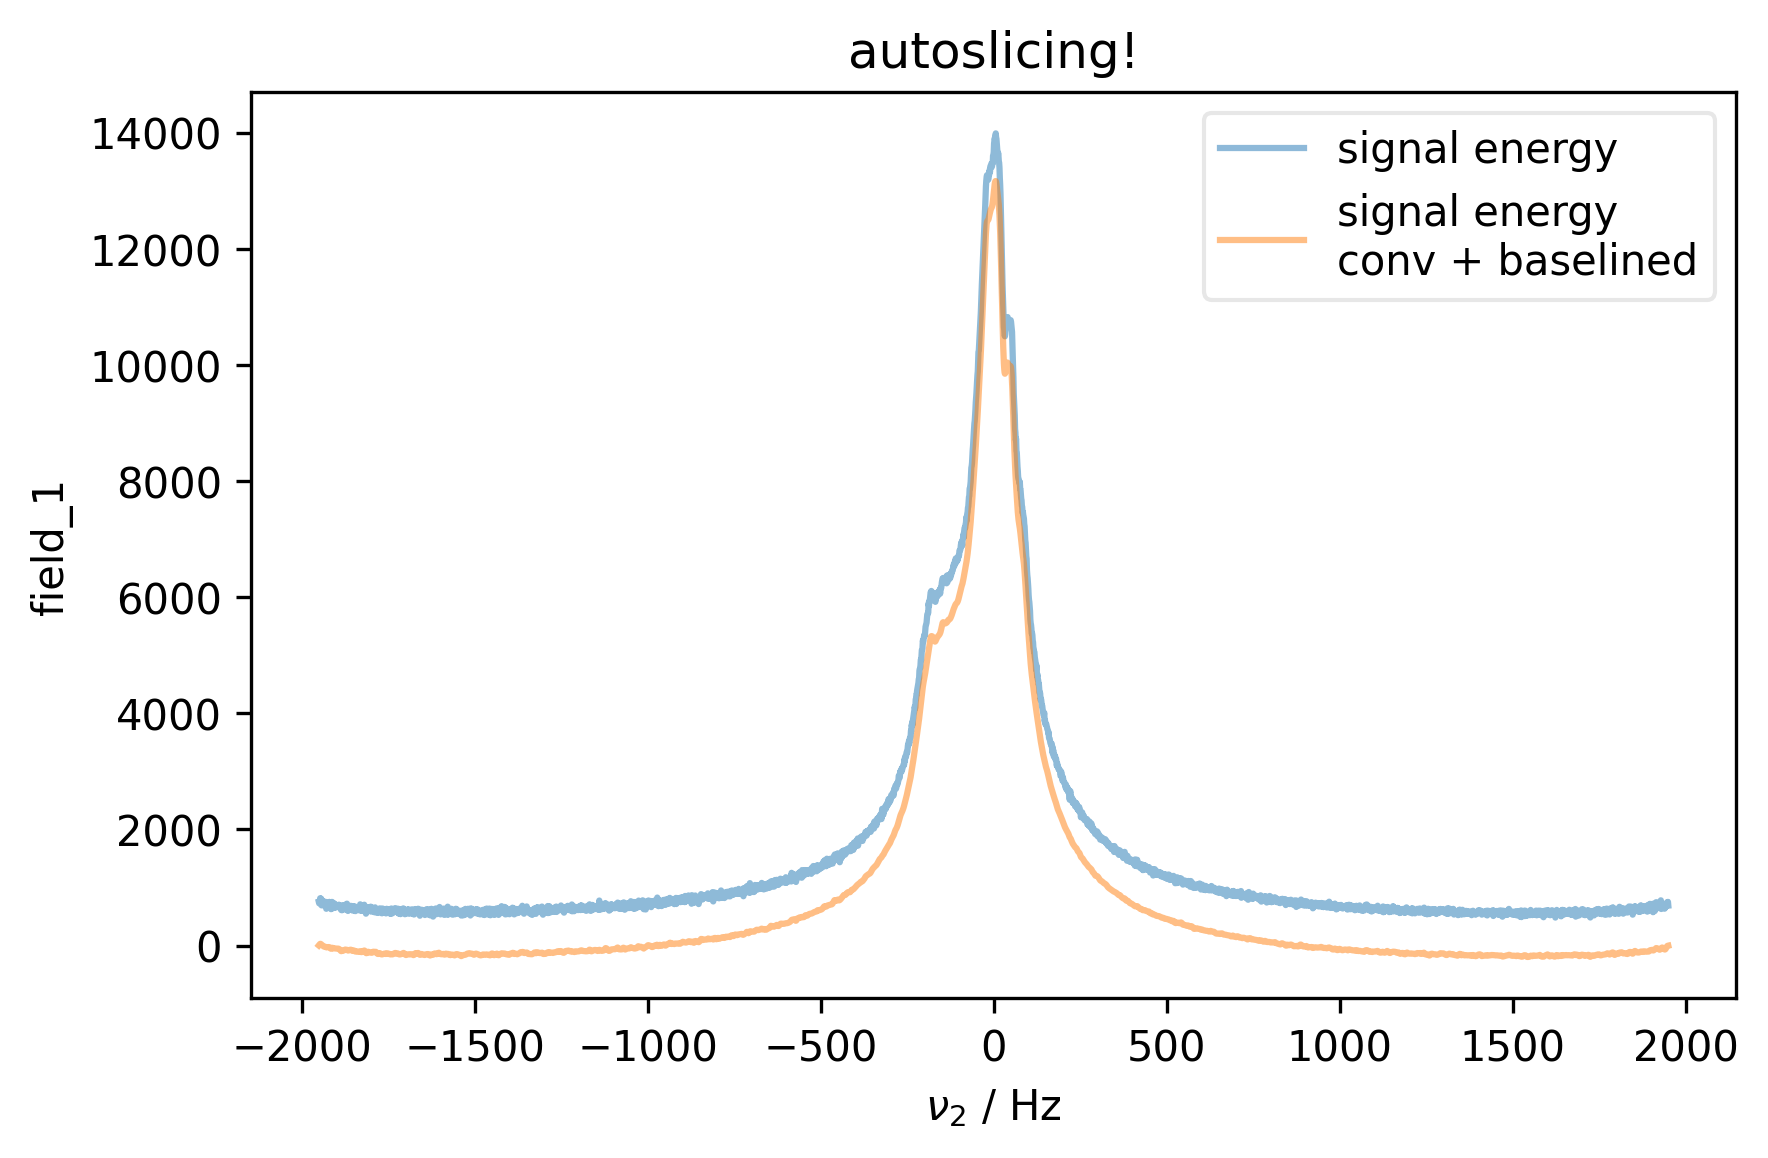 autoslicing!
14000
12000
10000
8000
6000
4000
2000
0
field_1
signal energy
signal energy
conv + baselined
−2000
−1500
−1000
−500
0
500
1000
1500
2000
ν₂ / Hz